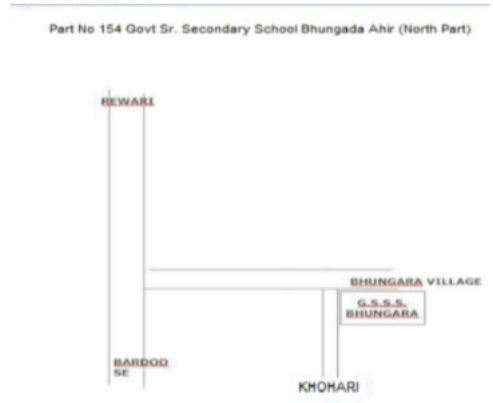 Part No 154 Govt Sr. Secondary School Bhungada Ahir (North Part)
REWARI
BHUNGARA VILLAGE
G.S.S.S.
BHUNGARA
BARDOD
SE
KHOHARI